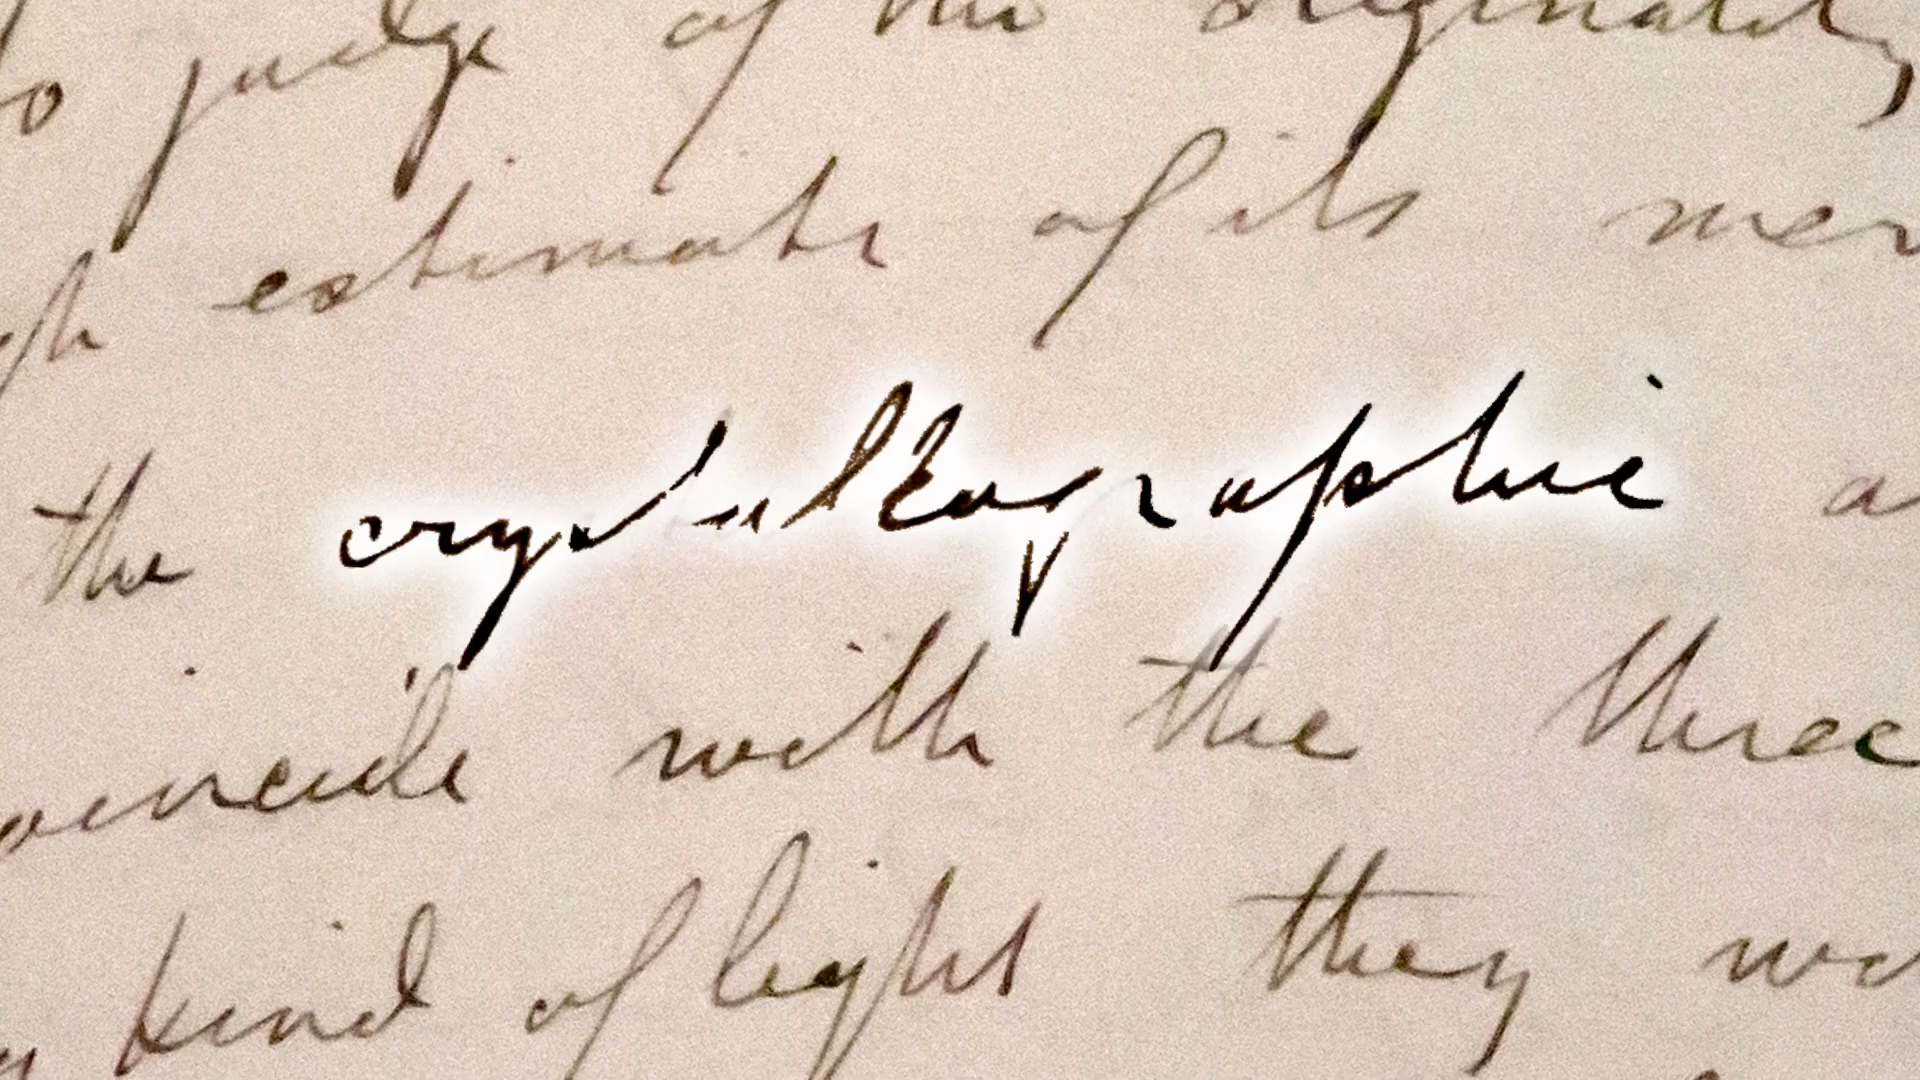 to judge of the originality
estimate of its mer
the crystallographic a
coincide with the three
kind of light they wo